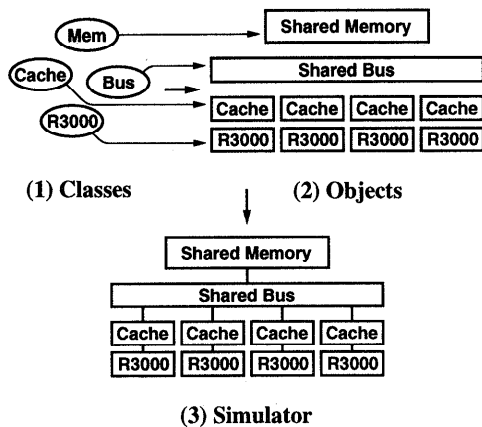 Mem
Shared Memory
Shared Bus
Cache
Bus
Cache Cache Cache Cache
R3000
R3000 R3000 R3000 R3000
(1) Classes
(2) Objects
Shared Memory
Shared Bus
Cache Cache Cache Cache
R3000 R3000 R3000 R3000
(3) Simulator